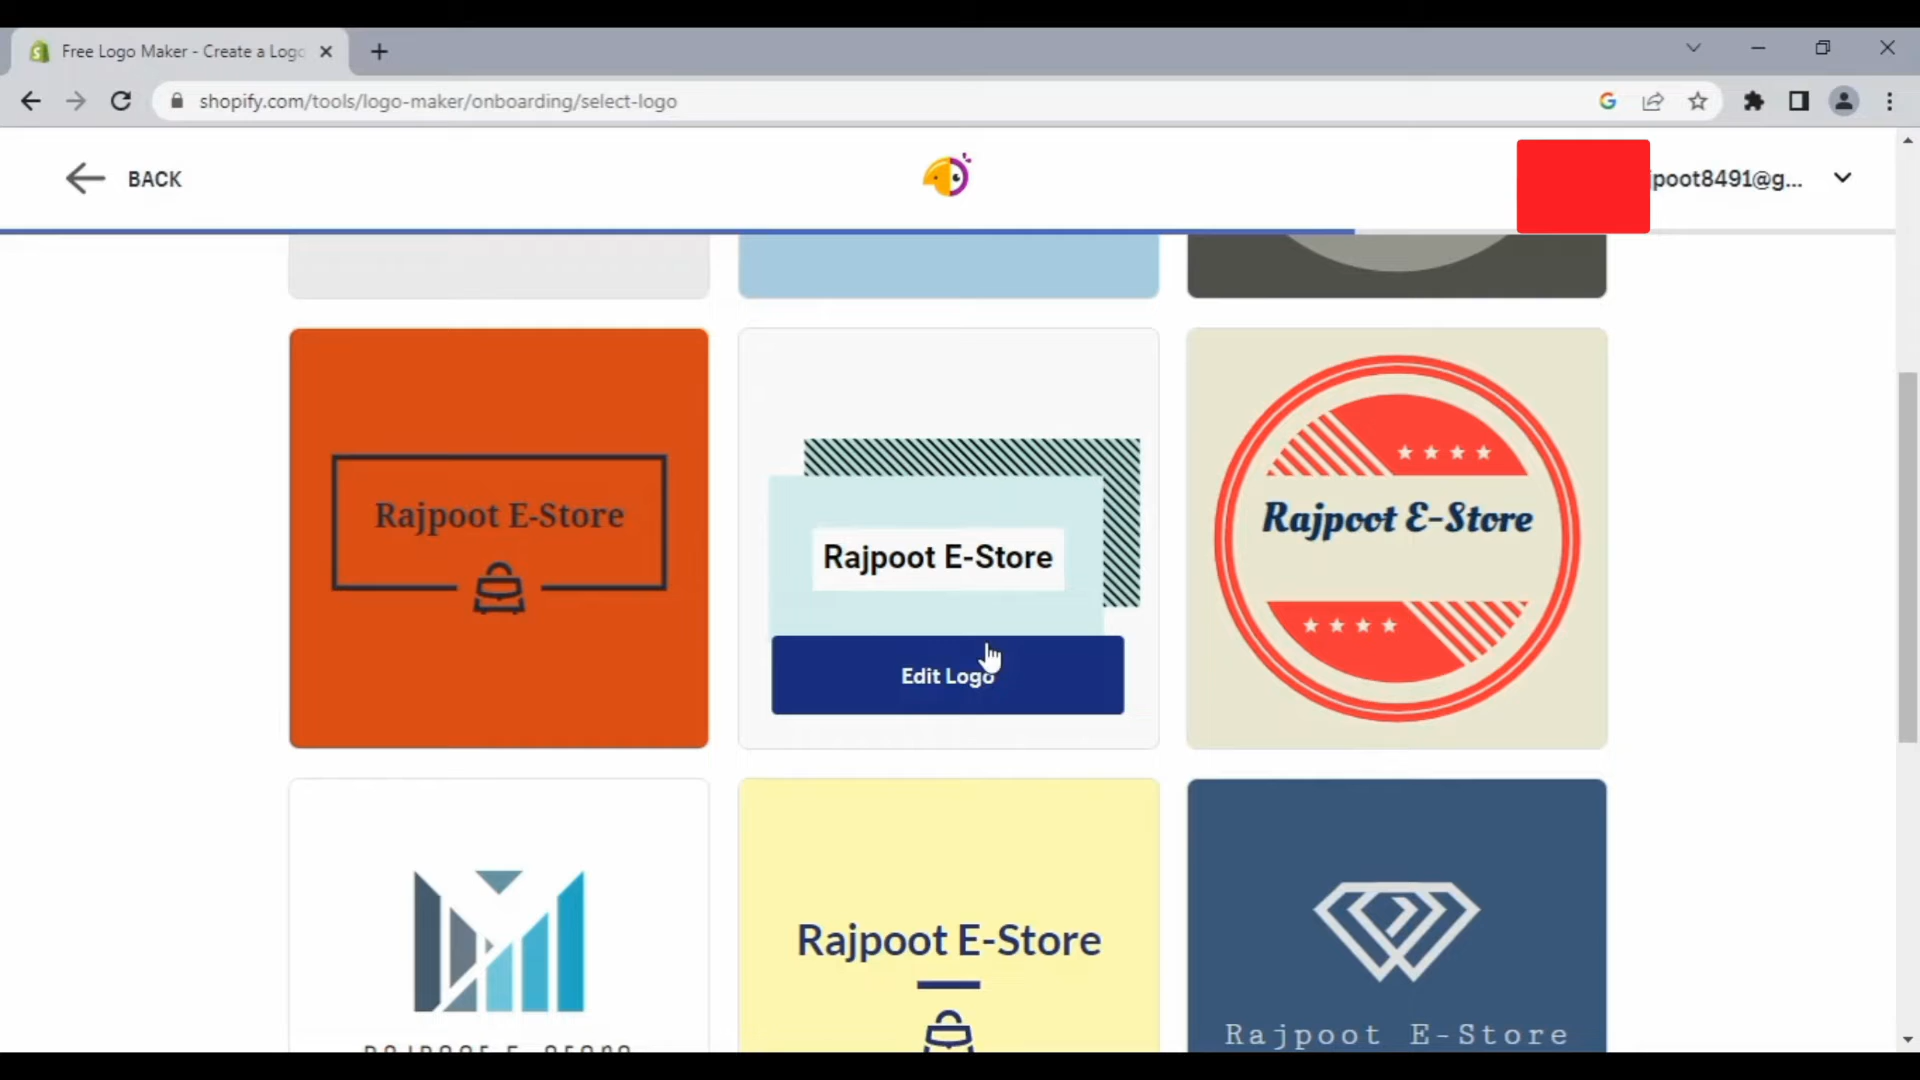 Free Logo Maker - Create a Logo
shopify.com/tools/logo-maker/onboarding/select-logo
BACK
jpoot8491@g...
Rajpoot E-Store
Rajpoot E-Store
Edit Logo
Rajpoot E-Store
Rajpoot E-Store
Rajpoot E-Store